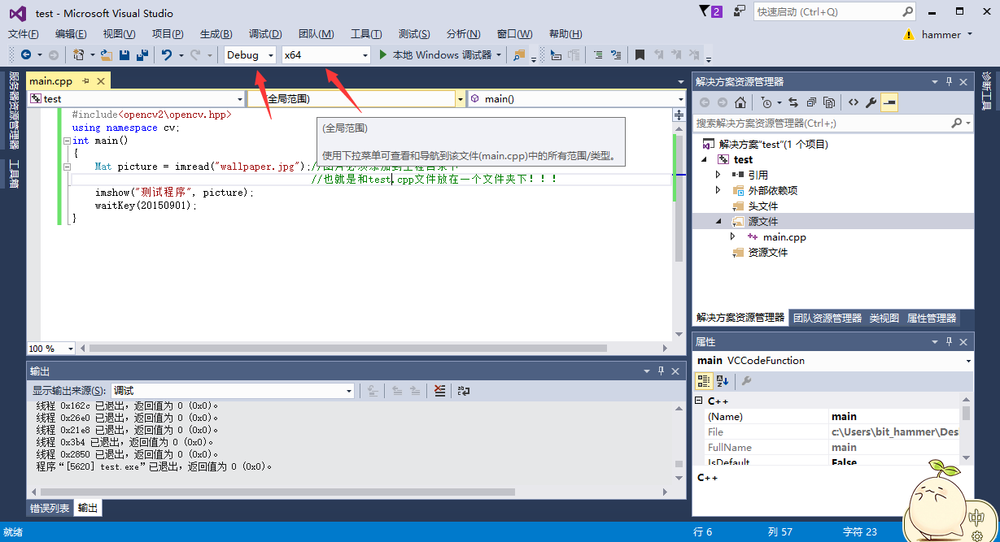 test - Microsoft Visual Studio
2
快速启动 (Ctrl+Q)
文件(F) 编辑(E) 视图(V) 项目(P) 生成(B) 调试(D) 团队(M) 工具(T) 测试(S) 分析(N) 窗口(W) 帮助(H)
hammer
Debug x64 本地 Windows 调试器
服务器资源管理器
工具箱
main.cpp
test
(全局范围)
main()
#include<opencv2\opencv.hpp>
using namespace cv;
int main()
{
Mat picture = imread("wallpaper.jpg");//图片必须添加到工程目录下
//也就是和test.cpp文件放在一个文件夹下！！！
imshow("测试程序", picture);
waitKey(20150901);
}
(全局范围)
使用下拉菜单可查看和导航到该文件(main.cpp)中的所有范围/类型。
100 %
输出
显示输出来源(S): 调试
线程 0x162c 已退出，返回值为 0 (0x0)。
线程 0x26e0 已退出，返回值为 0 (0x0)。
线程 0x21e8 已退出，返回值为 0 (0x0)。
线程 0x3b4 已退出，返回值为 0 (0x0)。
线程 0x2850 已退出，返回值为 0 (0x0)。
程序“[5620] test.exe”已退出，返回值为 0 (0x0)。
错误列表 输出
解决方案资源管理器
搜索解决方案资源管理器(Ctrl+;)
解决方案"test"(1 个项目)
test
引用
外部依赖项
头文件
源文件
main.cpp
资源文件
解决方案资源管理器 团队资源管理器 类视图 属性管理器
诊断工具
属性
main VCCodeFunction
C++
(Name) main
File c:\Users\bit_hammer\Des
FullName main
IsDefault False
C++
中
就绪
行 6 列 57 字符 23